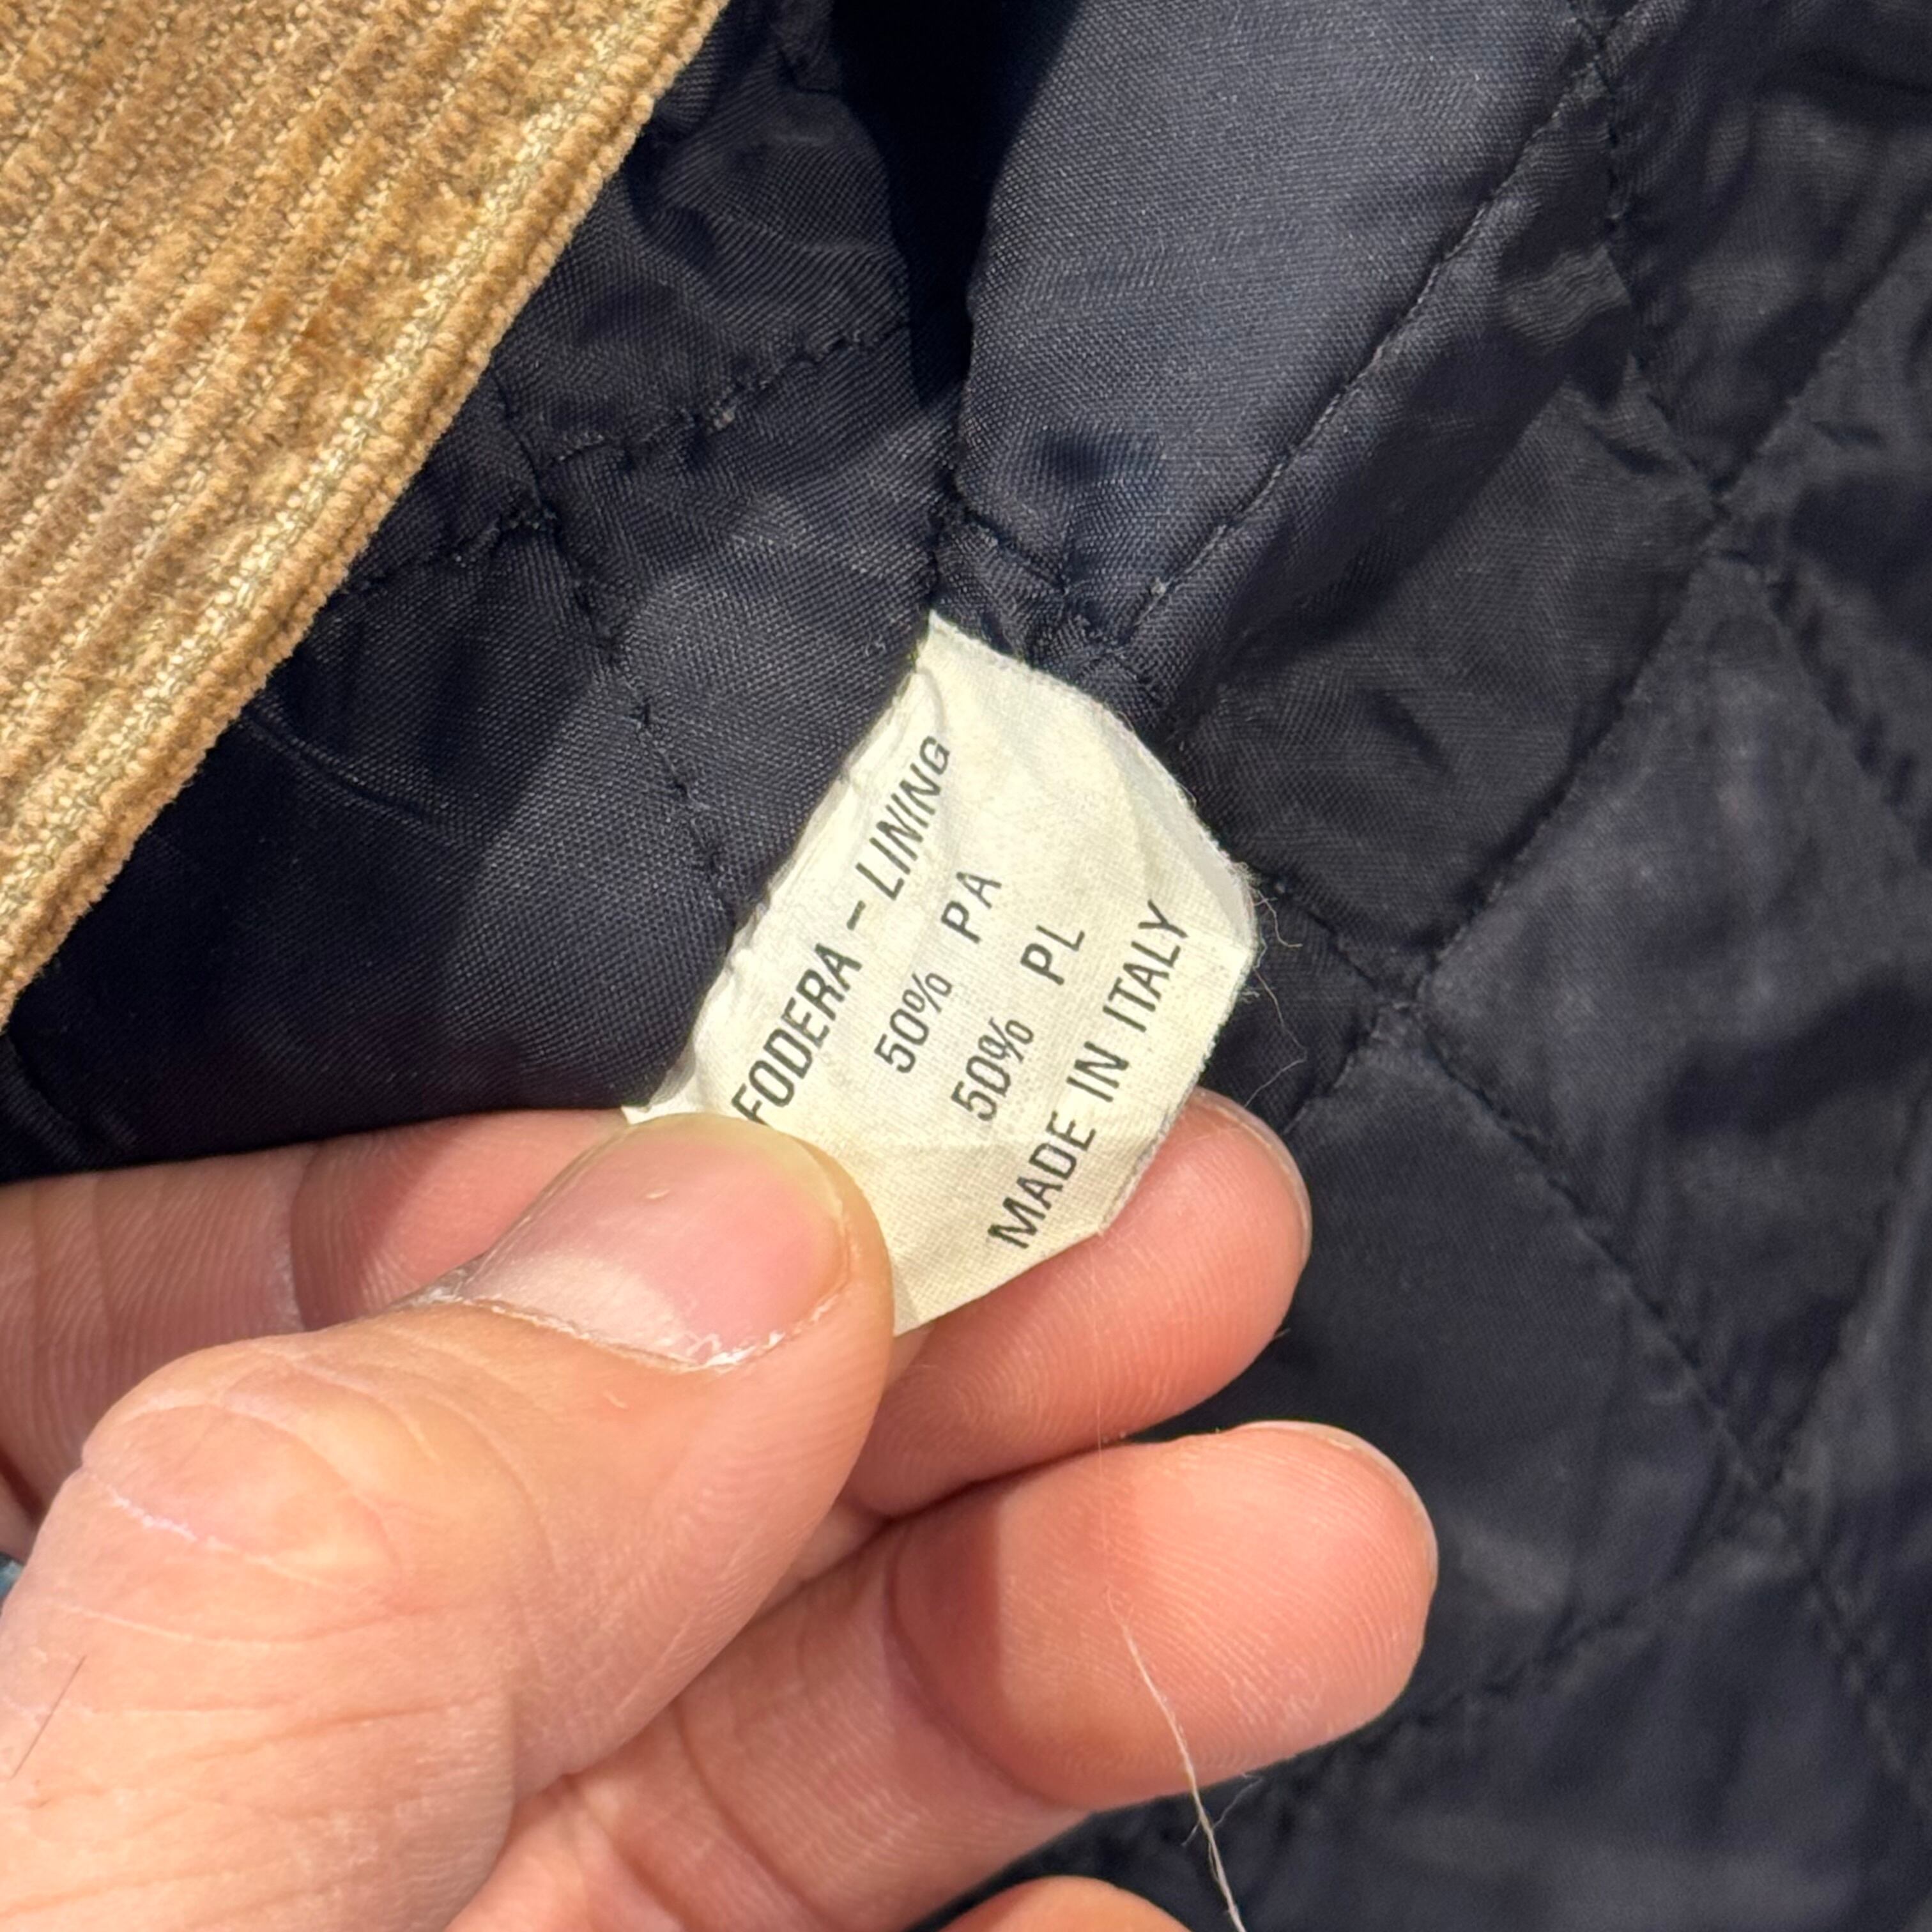 FODERA - LINING
50% PA
50% PL
MADE IN ITALY